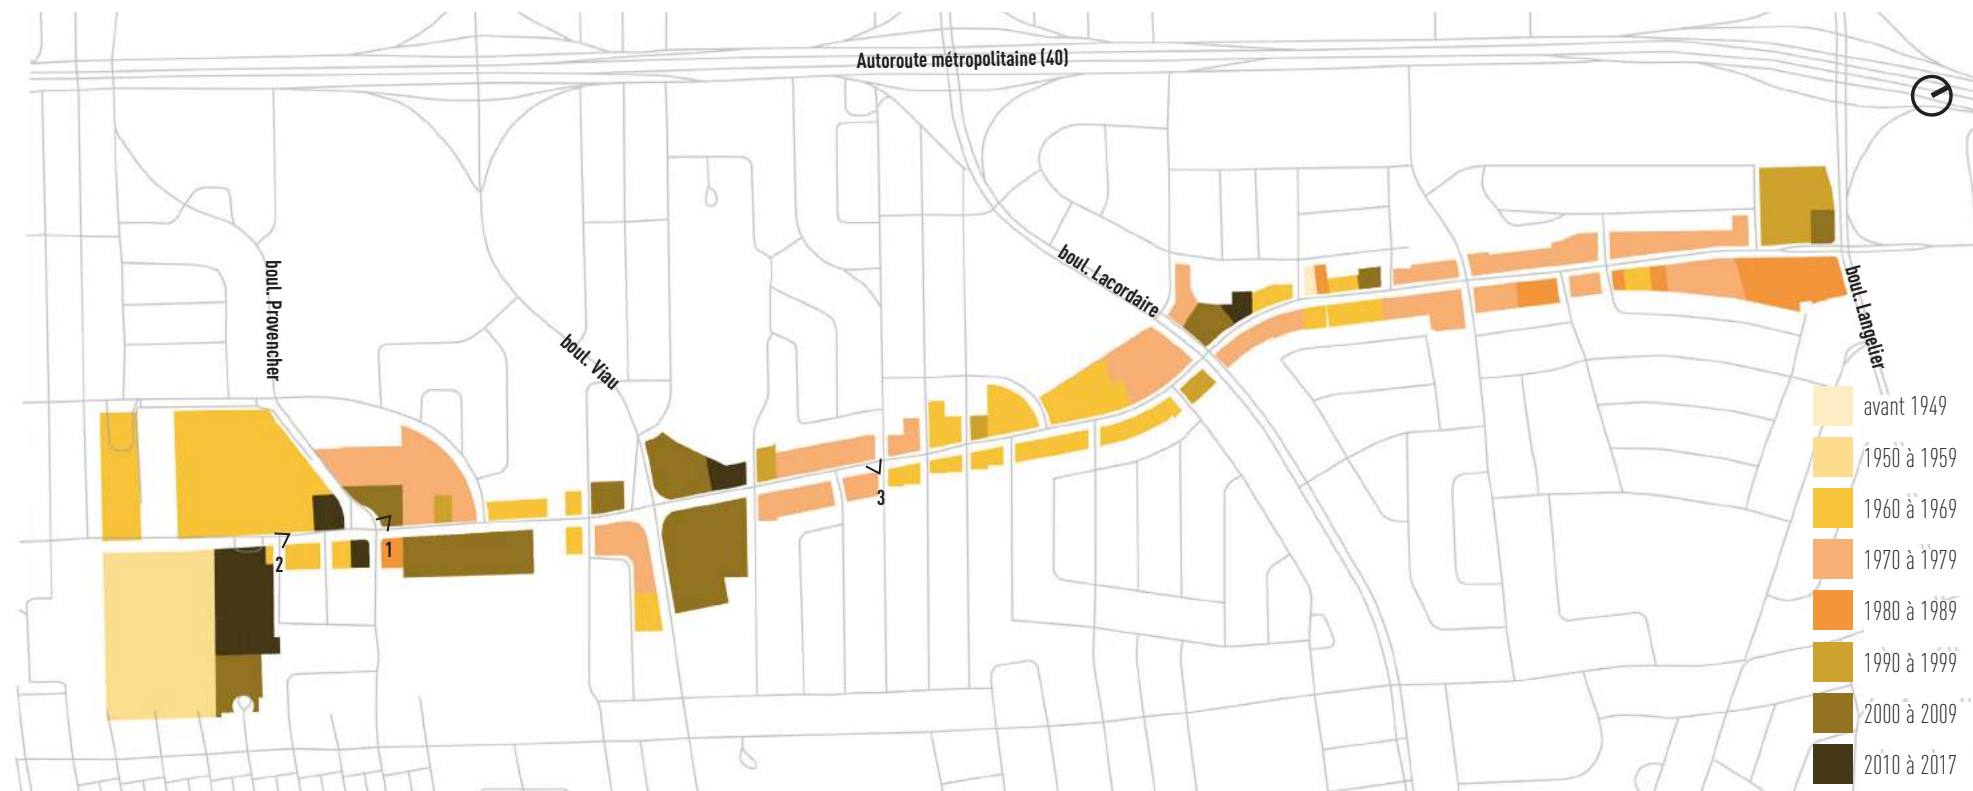 Autoroute métropolitaine (40)
boul. Provencher
boul. Viau
boul. Lacordaire
boul. Langelier
1
2
3
avant 1949
1950 à 1959
1960 à 1969
1970 à 1979
1980 à 1989
1990 à 1999
2000 à 2009
2010 à 2017